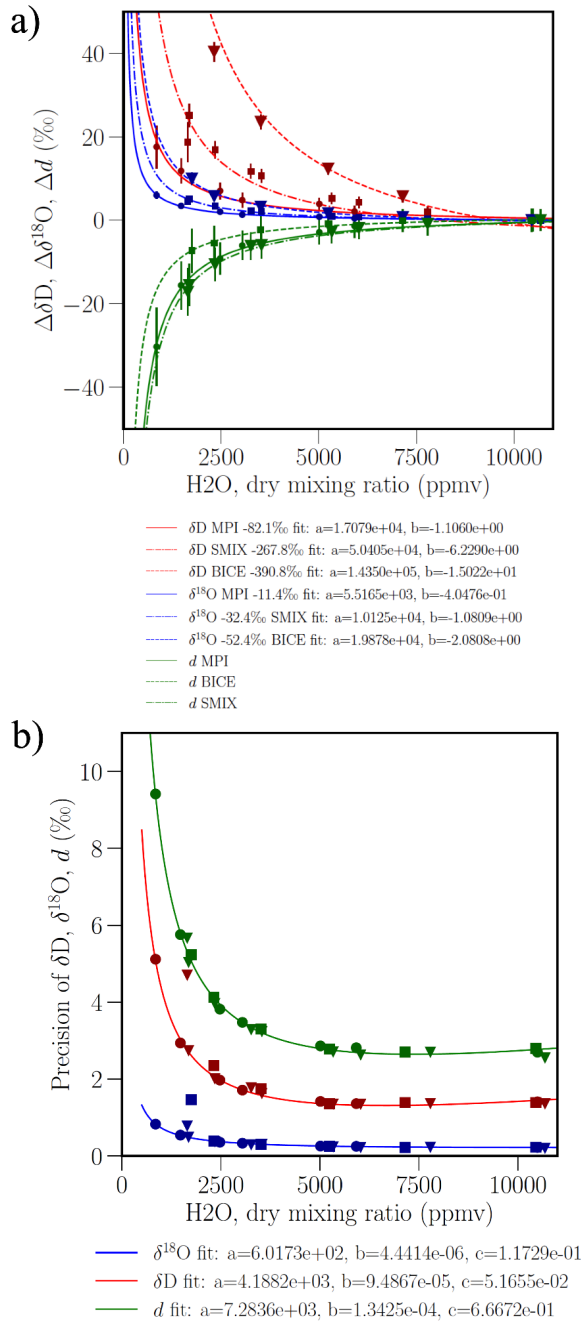 a)
40
20
0
−20
−40
ΔδD, Δδ¹⁸O, Δd (‰)
0 2500 5000 7500 10000
H2O, dry mixing ratio (ppmv)
δD MPI -82.1‰ fit: a=1.7079e+04, b=-1.1060e+00
δD SMIX -267.8‰ fit: a=5.0405e+04, b=-6.2290e+00
δD BICE -390.8‰ fit: a=1.4350e+05, b=-1.5022e+01
δ¹⁸O MPI -11.4‰ fit: a=5.5165e+03, b=-4.0476e-01
δ¹⁸O -32.4‰ SMIX fit: a=1.0125e+04, b=-1.0809e+00
δ¹⁸O -52.4‰ BICE fit: a=1.9878e+04, b=-2.0808e+00
d MPI
d BICE
d SMIX
b)
10
8
6
4
2
0
Precision of δD, δ¹⁸O, d (‰)
0 2500 5000 7500 10000
H2O, dry mixing ratio (ppmv)
δ¹⁸O fit: a=6.0173e+02, b=4.4414e-06, c=1.1729e-01
δD fit: a=4.1882e+03, b=9.4867e-05, c=5.1655e-02
d fit: a=7.2836e+03, b=1.3425e-04, c=6.6672e-01